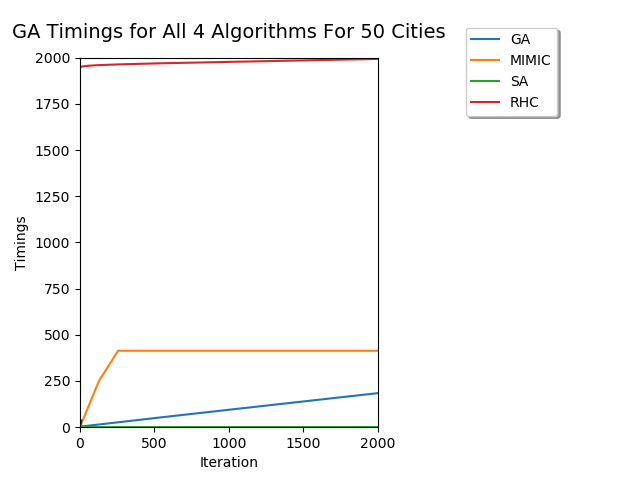 GA Timings for All 4 Algorithms For 50 Cities
GA
MIMIC
SA
RHC
2000
1750
1500
1250
1000
750
500
250
0
Timings
0 500 1000 1500 2000
Iteration